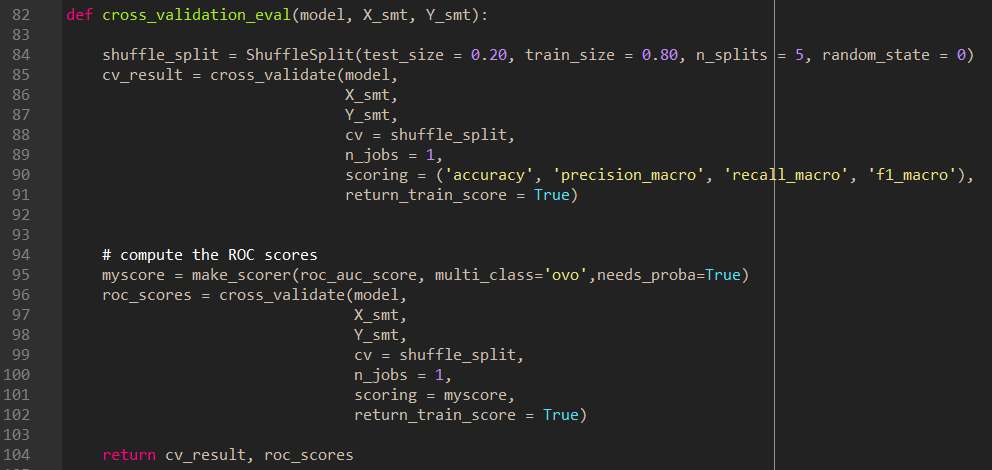 82 def cross_validation_eval(model, X_smt, Y_smt):
83
84 shuffle_split = ShuffleSplit(test_size = 0.20, train_size = 0.80, n_splits = 5, random_state = 0)
85 cv_result = cross_validate(model,
86 X_smt,
87 Y_smt,
88 cv = shuffle_split,
89 n_jobs = 1,
90 scoring = ('accuracy', 'precision_macro', 'recall_macro', 'f1_macro'),
91 return_train_score = True)
92
93
94 # compute the ROC scores
95 myscore = make_scorer(roc_auc_score, multi_class='ovo',needs_proba=True)
96 roc_scores = cross_validate(model,
97 X_smt,
98 Y_smt,
99 cv = shuffle_split,
100 n_jobs = 1,
101 scoring = myscore,
102 return_train_score = True)
103
104 return cv_result, roc_scores